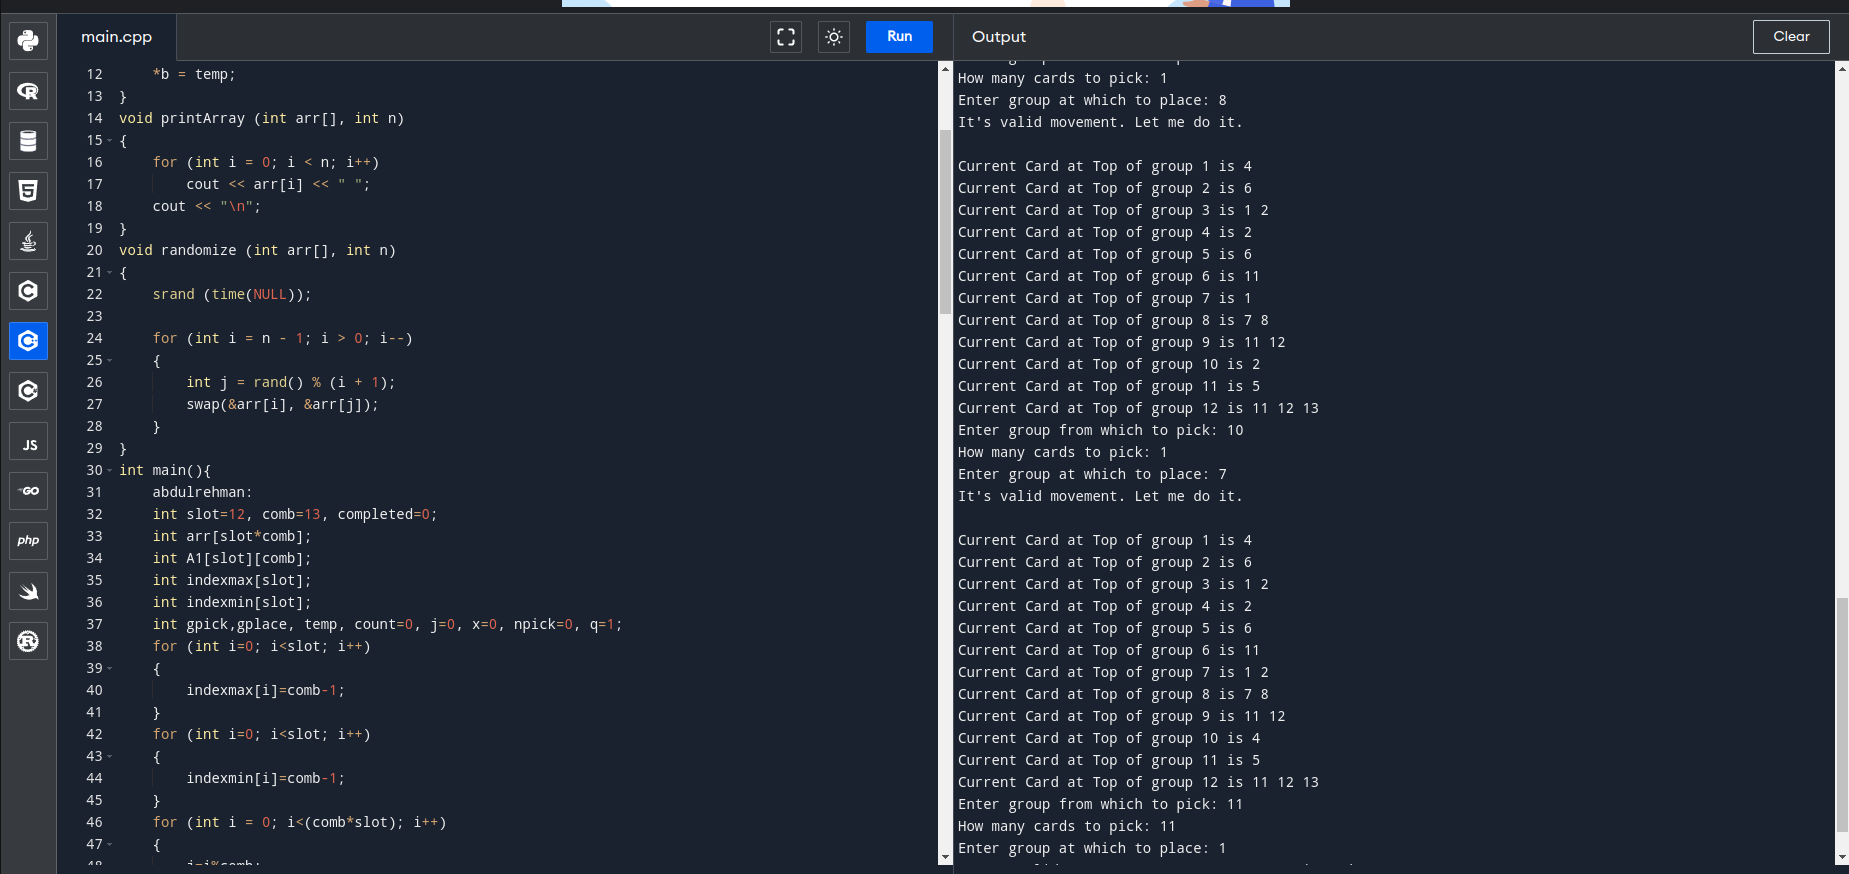 main.cpp
Run
Output
Clear
12 *b = temp;
13 }
14 void printArray (int arr[], int n)
15 {
16 for (int i = 0; i < n; i++)
17 cout << arr[i] << " ";
18 cout << "\n";
19 }
20 void randomize (int arr[], int n)
21 {
22 srand (time(NULL));
23
24 for (int i = n - 1; i > 0; i--)
25 {
26 int j = rand() % (i + 1);
27 swap(&arr[i], &arr[j]);
28 }
29 }
30 int main(){
31 abdulrehman:
32 int slot=12, comb=13, completed=0;
33 int arr[slot*comb];
34 int A1[slot][comb];
35 int indexmax[slot];
36 int indexmin[slot];
37 int gpick,gplace, temp, count=0, j=0, x=0, npick=0, q=1;
38 for (int i=0; i<slot; i++)
39 {
40 indexmax[i]=comb-1;
41 }
42 for (int i=0; i<slot; i++)
43 {
44 indexmin[i]=comb-1;
45 }
46 for (int i = 0; i<(comb*slot); i++)
47 {
48
JS
GO
php
How many cards to pick: 1
Enter group at which to place: 8
It's valid movement. Let me do it.
Current Card at Top of group 1 is 4
Current Card at Top of group 2 is 6
Current Card at Top of group 3 is 1 2
Current Card at Top of group 4 is 2
Current Card at Top of group 5 is 6
Current Card at Top of group 6 is 11
Current Card at Top of group 7 is 1
Current Card at Top of group 8 is 7 8
Current Card at Top of group 9 is 11 12
Current Card at Top of group 10 is 2
Current Card at Top of group 11 is 5
Current Card at Top of group 12 is 11 12 13
Enter group from which to pick: 10
How many cards to pick: 1
Enter group at which to place: 7
It's valid movement. Let me do it.
Current Card at Top of group 1 is 4
Current Card at Top of group 2 is 6
Current Card at Top of group 3 is 1 2
Current Card at Top of group 4 is 2
Current Card at Top of group 5 is 6
Current Card at Top of group 6 is 11
Current Card at Top of group 7 is 1 2
Current Card at Top of group 8 is 7 8
Current Card at Top of group 9 is 11 12
Current Card at Top of group 10 is 4
Current Card at Top of group 11 is 5
Current Card at Top of group 12 is 11 12 13
Enter group from which to pick: 11
How many cards to pick: 11
Enter group at which to place: 1